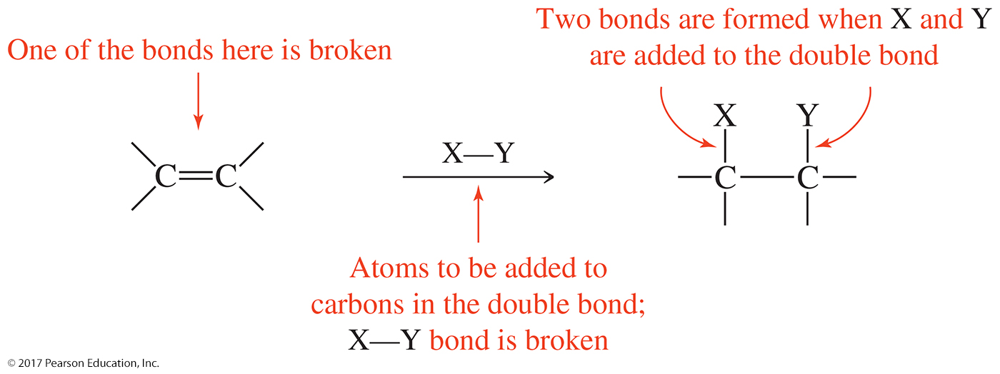 One of the bonds here is broken
Two bonds are formed when X and Y
are added to the double bond
C=C
X—Y
X Y
C—C
Atoms to be added to
carbons in the double bond;
X—Y bond is broken
© 2017 Pearson Education, Inc.